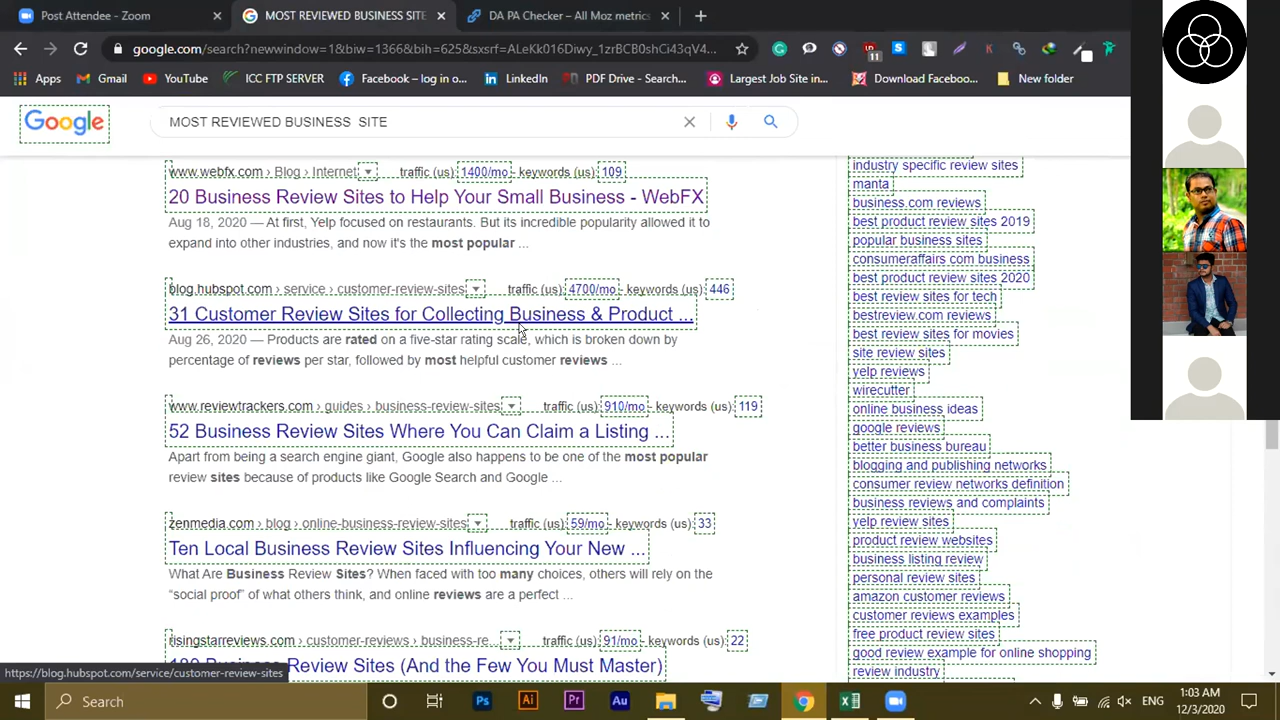 Post Attendee - Zoom
MOST REVIEWED BUSINESS SITE
DA PA Checker – All Moz metrics
google.com/search?newwindow=1&biw=1366&bih=625&sxsrf=ALeKk016Diwy_1zrBCB0shCi43qV4...
11
Apps
Gmail
YouTube
ICC FTP SERVER
Facebook – log in o...
LinkedIn
PDF Drive - Search...
Largest Job Site in...
Download Faceboo...
New folder
Google
MOST REVIEWED BUSINESS SITE
www.webfx.com › Blog › Internet traffic (us): 1400/mo - keywords (us): 109
20 Business Review Sites to Help Your Small Business - WebFX
Aug 18, 2020 — At first, Yelp focused on restaurants. But its incredible popularity allowed it to
expand into other industries, and now it's the most popular ...
blog.hubspot.com › service › customer-review-sites traffic (us): 4700/mo - keywords (us): 446
31 Customer Review Sites for Collecting Business & Product ...
Aug 26, 2020 — Products are rated on a five-star rating scale, which is broken down by
percentage of reviews per star, followed by most helpful customer reviews ...
www.reviewtrackers.com › guides › business-review-sites traffic (us): 910/mo - keywords (us): 119
52 Business Review Sites Where You Can Claim a Listing ...
Apart from being search engine giant, Google also happens to be one of the most popular
review sites because of products like Google Search and Google ...
zenmedia.com › blog › online-business-review-sites traffic (us): 59/mo - keywords (us): 33
Ten Local Business Review Sites Influencing Your New ...
What Are Business Review Sites? When faced with too many choices, others will rely on the
“social proof” of what others think, and online reviews are a perfect ...
risingstarreviews.com › customer-reviews › business-re... traffic (us): 91/mo - keywords (us): 22
Business Review Sites (And the Few You Must Master)
industry specific review sites
manta
business.com reviews
best product review sites 2019
popular business sites
consumeraffairs com business
best product review sites 2020
best review sites for tech
bestreview.com reviews
best review sites for movies
site review sites
yelp reviews
wirecutter
online business ideas
google reviews
better business bureau
blogging and publishing networks
consumer review networks definition
business reviews and complaints
yelp review sites
product review websites
business listing review
personal review sites
amazon customer reviews
customer reviews examples
free product review sites
good review example for online shopping
review industry
https://blog.hubspot.com/service/customer-review-sites
Search
Ps
Ai
Pr
Au
ENG
1:03 AM
12/3/2020